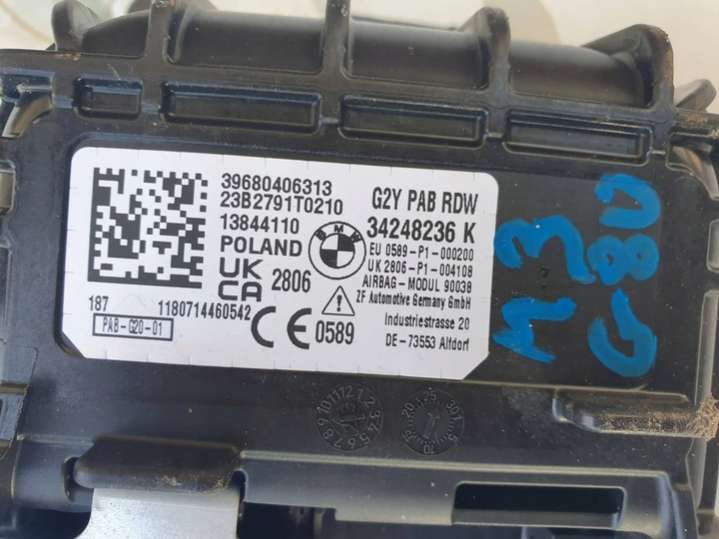 39680406313
23B2791T0210
13844110
POLAND
UK
CA
2806
187
1180714460542
PAB-G20-01
CE 0589
G2Y PAB RDW
34248236 K
EU 0589-P1-000200
UK 2806-P1-004108
AIRBAG-MODUL 90038
ZF Automotive Germany GmbH
Industriestrasse 20
DE-73553 Alfdorf
M3
G80